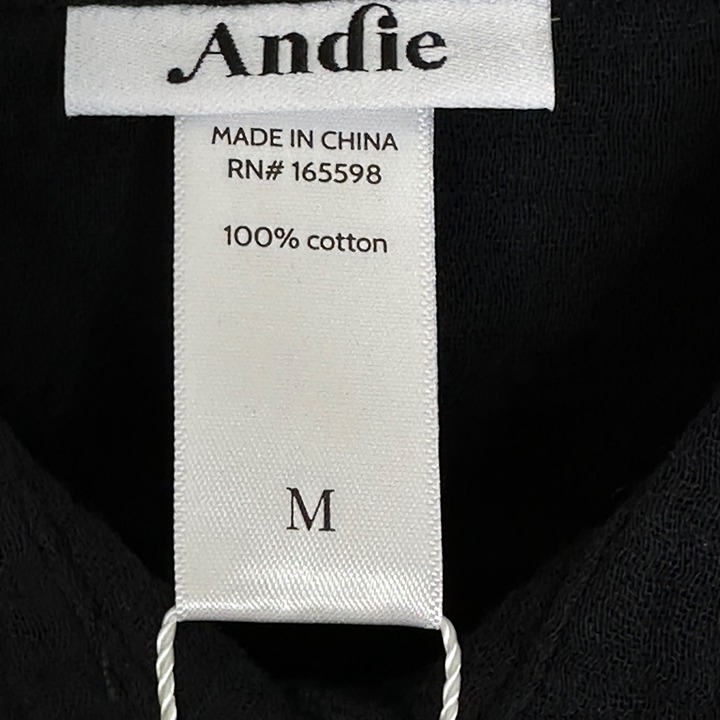 Andie
MADE IN CHINA
RN# 165598
100% cotton
M